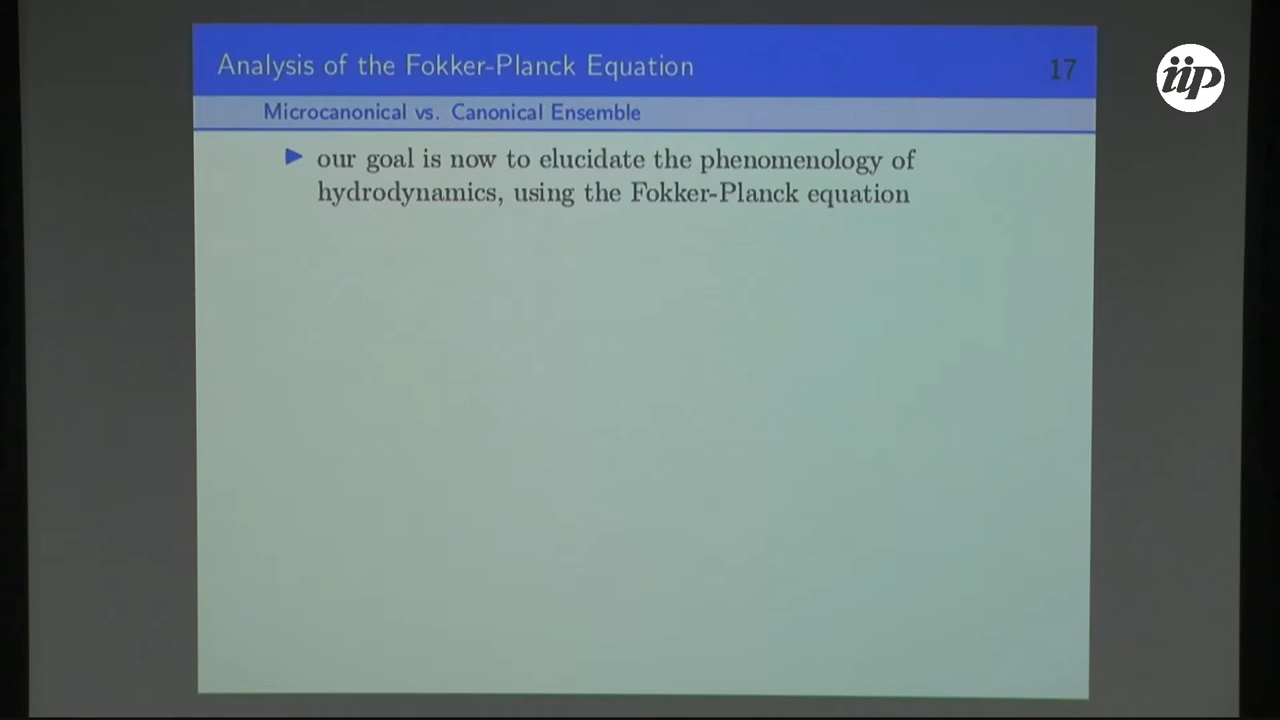 Analysis of the Fokker-Planck Equation 17
iip
Microcanonical vs. Canonical Ensemble
our goal is now to elucidate the phenomenology of
hydrodynamics, using the Fokker-Planck equation